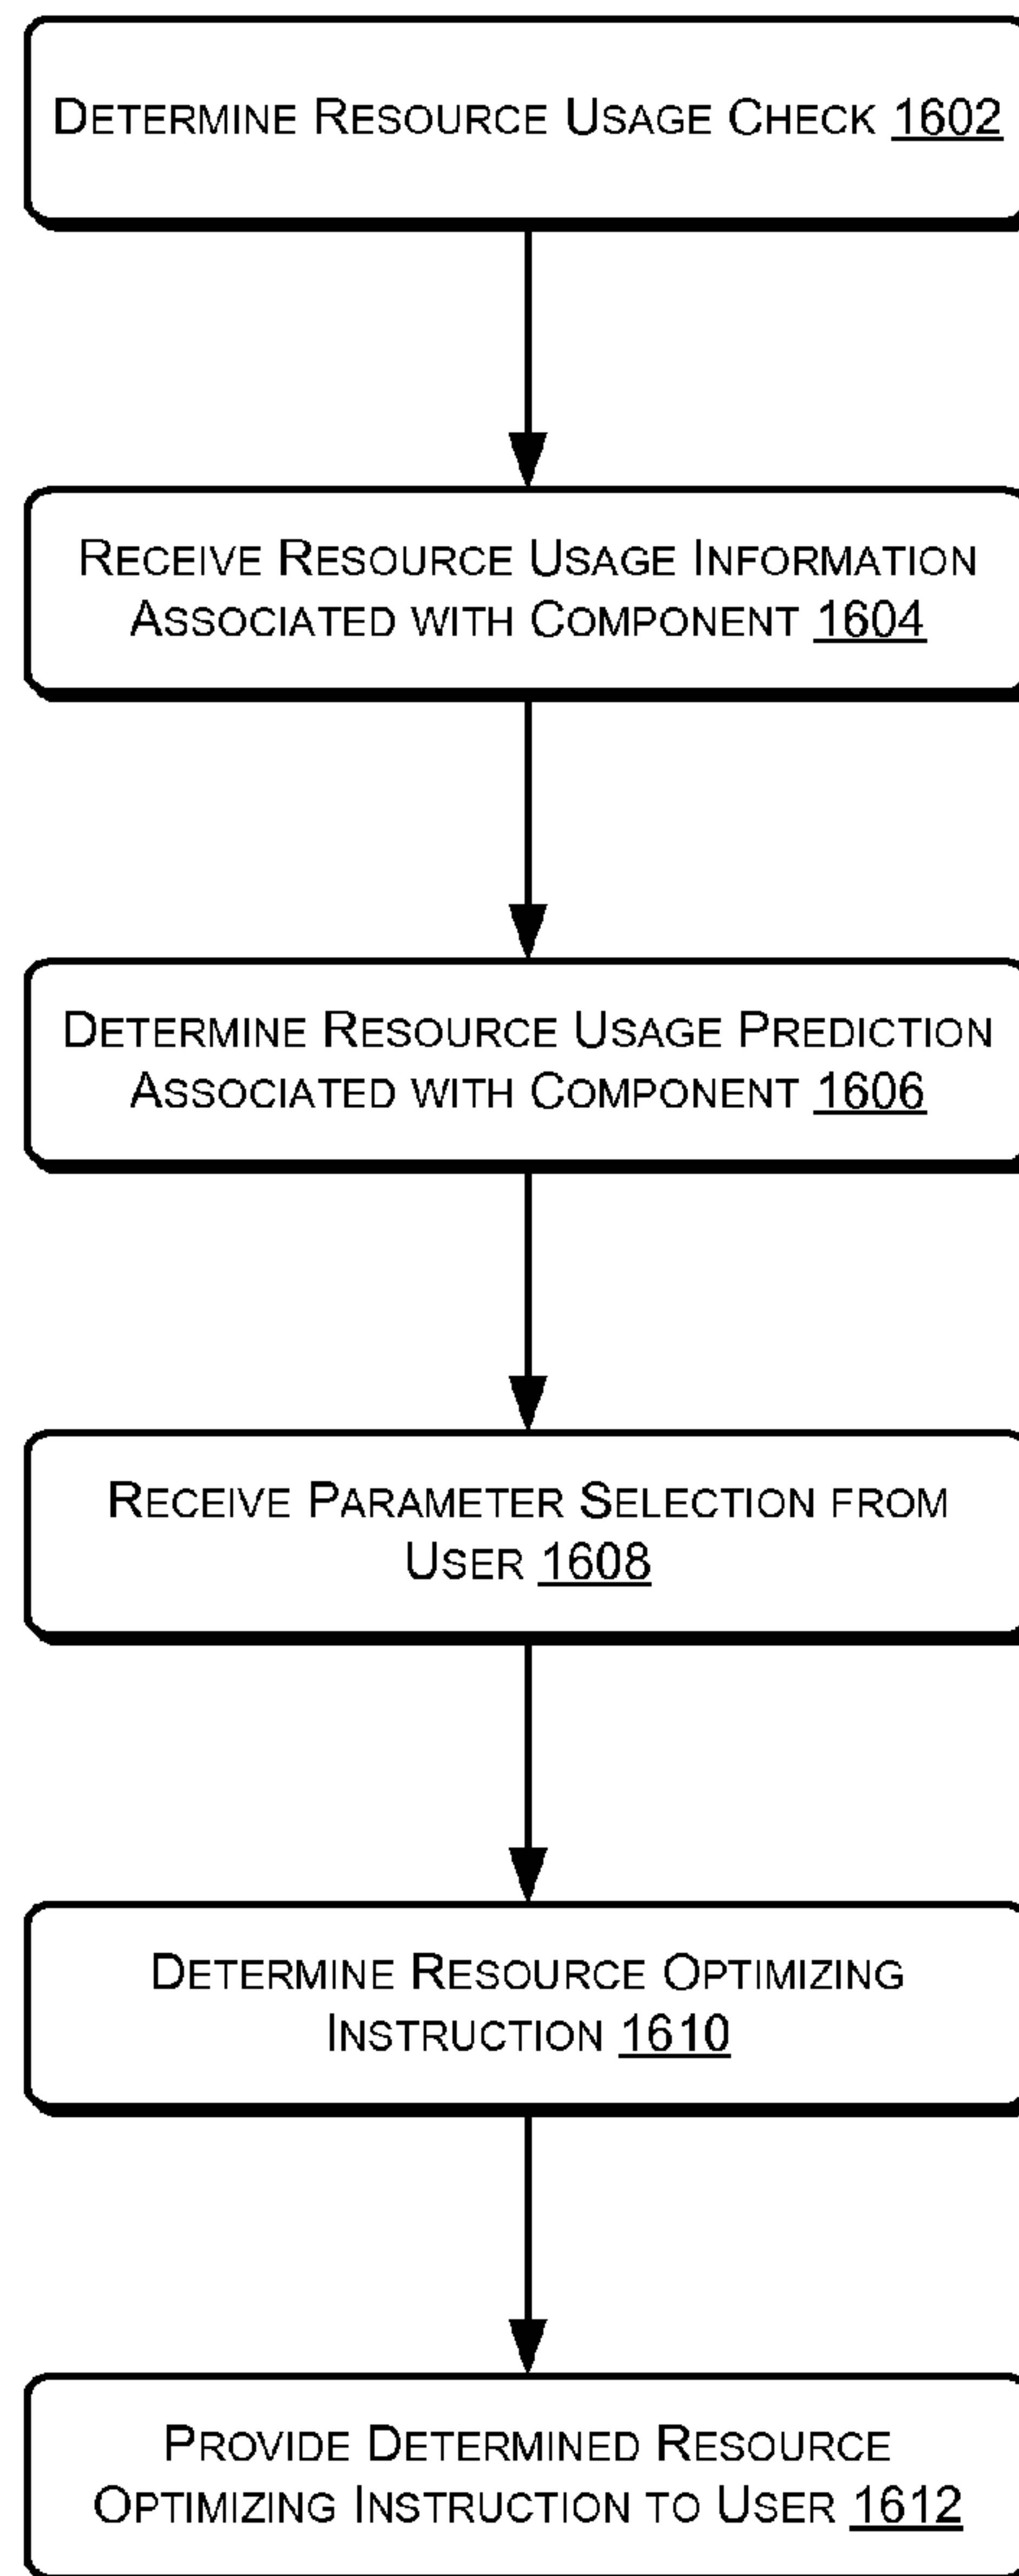 DETERMINE RESOURCE USAGE CHECK 1602
RECEIVE RESOURCE USAGE INFORMATION
ASSOCIATED WITH COMPONENT 1604
DETERMINE RESOURCE USAGE PREDICTION
ASSOCIATED WITH COMPONENT 1606
RECEIVE PARAMETER SELECTION FROM
USER 1608
DETERMINE RESOURCE OPTIMIZING
INSTRUCTION 1610
PROVIDE DETERMINED RESOURCE
OPTIMIZING INSTRUCTION TO USER 1612